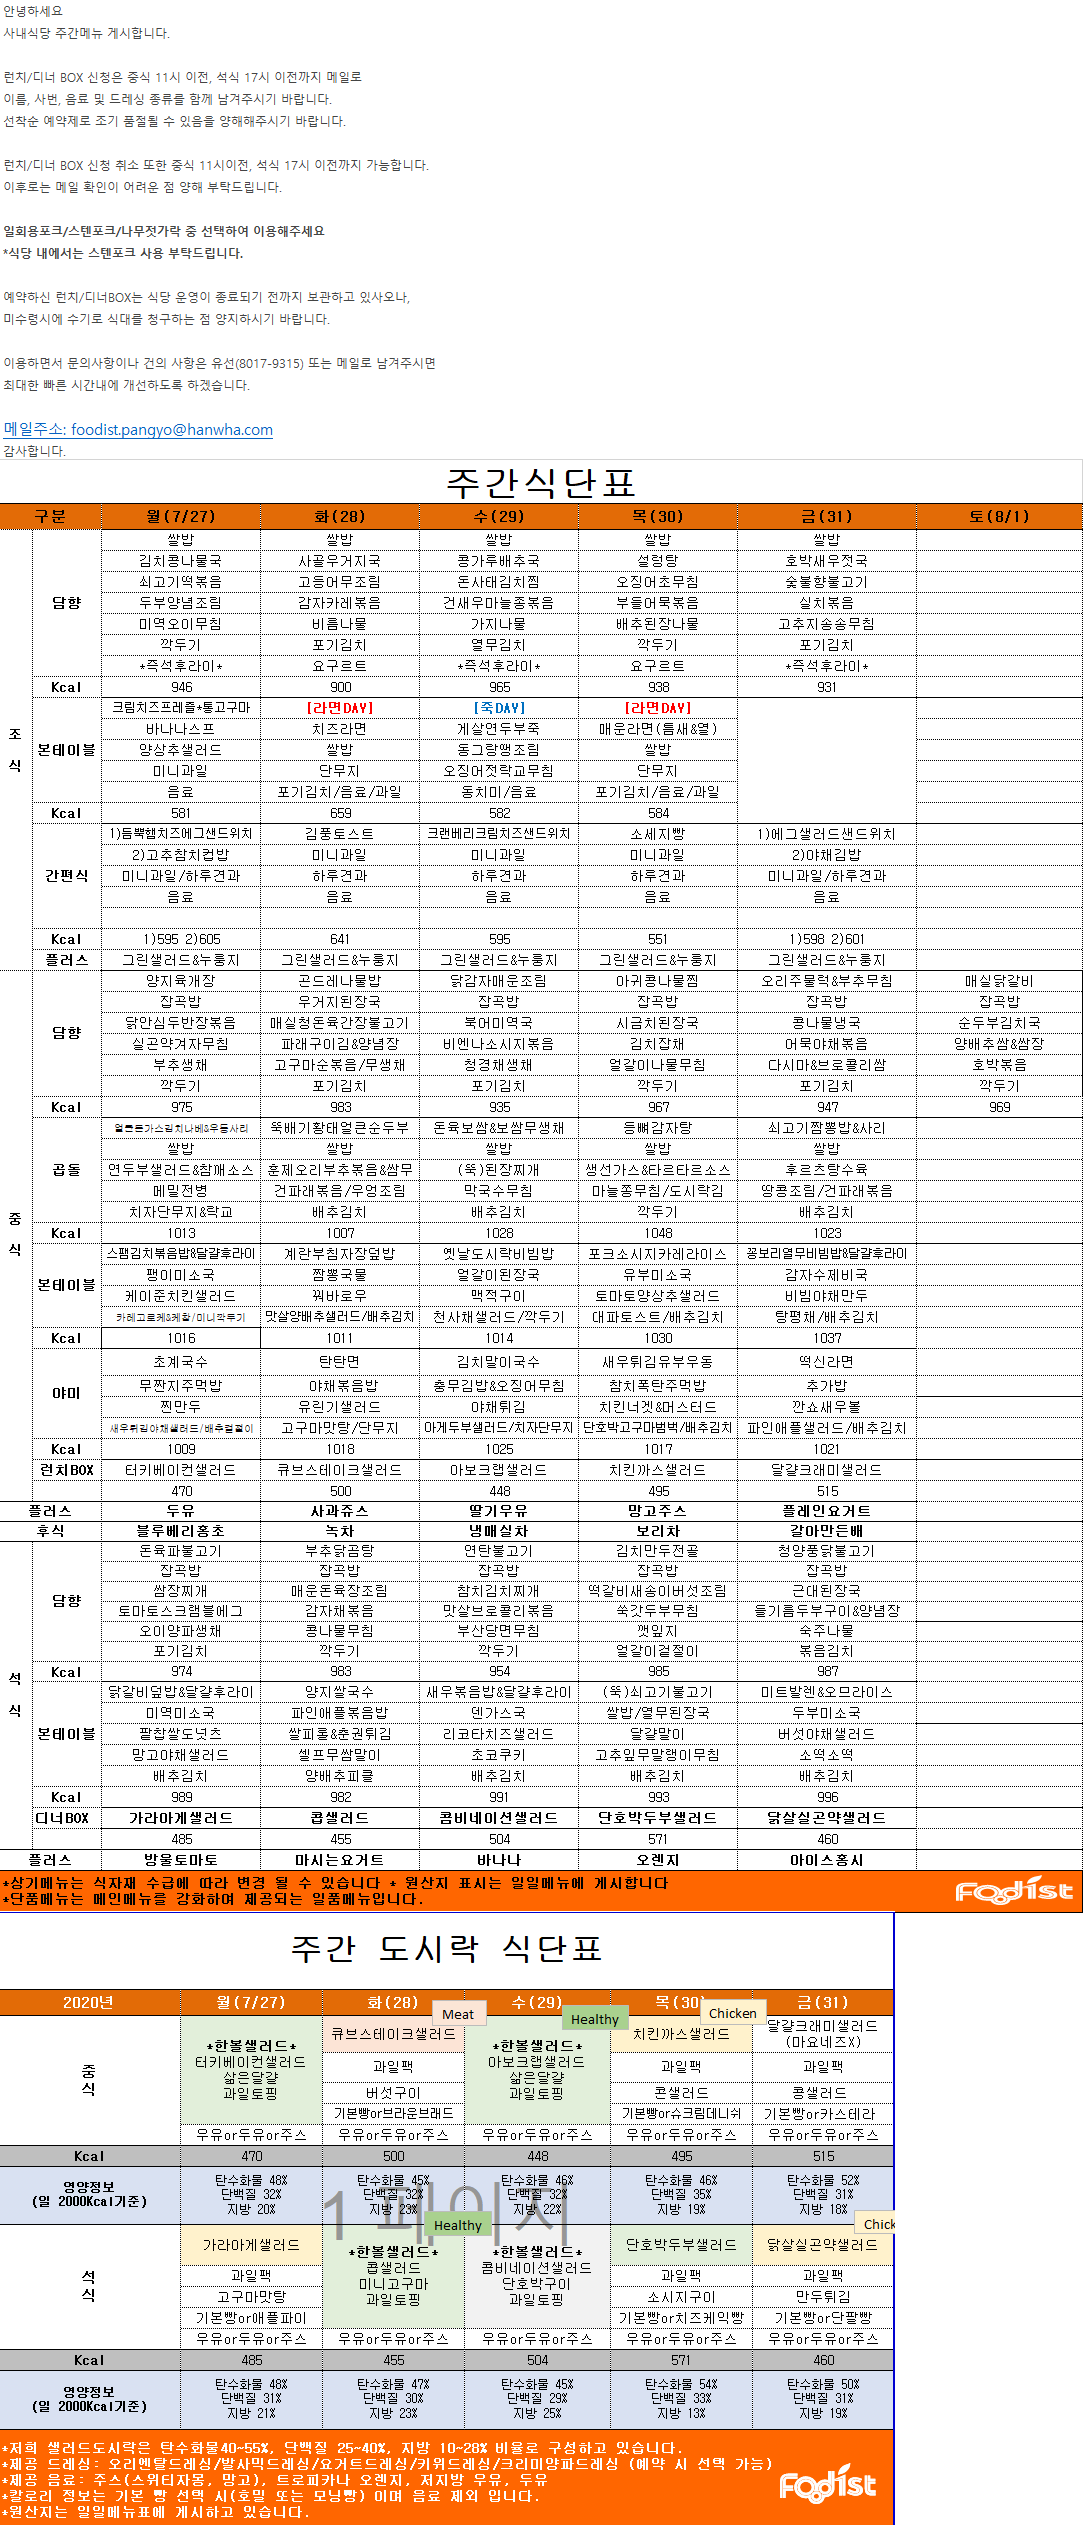 안녕하세요
사내식당 주간메뉴 게시합니다.
런치/디너 BOX 신청은 중식 11시 이전, 석식 17시 이전까지 메일로
이름, 사번, 음료 및 드레싱 종류를 함께 남겨주시기 바랍니다.
선착순 예약제로 조기 품절될 수 있음을 양해해주시기 바랍니다.
런치/디너 BOX 신청 취소 또한 중식 11시이전, 석식 17시 이전까지 가능합니다.
이후로는 메일 확인이 어려운 점 양해 부탁드립니다.
일회용포크/스텐포크/나무젓가락 중 선택하여 이용해주세요
*식당 내에서는 스텐포크 사용 부탁드립니다.
예약하신 런치/디너BOX는 식당 운영이 종료되기 전까지 보관하고 있사오나,
미수령시에 수기로 식대를 청구하는 점 양지하시기 바랍니다.
이용하면서 문의사항이나 건의 사항은 유선(8017-9315) 또는 메일로 남겨주시면
최대한 빠른 시간내에 개선하도록 하겠습니다.
메일주소: foodist.pangyo@hanwha.com
감사합니다.
주간식단표
구분 월(7/27) 화(28) 수(29) 목(30) 금(31) 토(8/1)
조식
담향 쌀밥 쌀밥 쌀밥 쌀밥 쌀밥
김치콩나물국 사골우거지국 콩가루배추국 설렁탕 호박새우젓국
쇠고기떡볶음 고등어무조림 돈사태김치찜 오징어초무침 숯불향불고기
두부양념조림 감자카레볶음 건새우마늘종볶음 부들어묵볶음 실치볶음
미역오이무침 비름나물 가지나물 배추된장나물 고추지송송무침
깍두기 포기김치 열무김치 깍두기 포기김치
*즉석후라이* 요구르트 *즉석후라이* 요구르트 *즉석후라이*
Kcal 946 900 965 938 931
본테이블 크림치즈프레즐*통고구마 [라면DAY] [죽DAY] [라면DAY]
바나나스프 치즈라면 게살연두부죽 매운라면(틈새&열)
양상추샐러드 쌀밥 동그랑땡조림 쌀밥
미니과일 단무지 오징어젓락교무침 단무지
음료 포기김치/음료/과일 동치미/음료 포기김치/음료/과일
Kcal 581 659 582 584
간편식 1)듬뿍햄치즈에그샌드위치 김풍토스트 크랜베리크림치즈샌드위치 소세지빵 1)에그샐러드샌드위치
2)고추참치컵밥 미니과일 미니과일 미니과일 2)야채김밥
미니과일/하루견과 하루견과 하루견과 하루견과 미니과일/하루견과
음료 음료 음료 음료 음료
Kcal 1)595 2)605 641 595 551 1)598 2)601
플러스 그린샐러드&누룽지 그린샐러드&누룽지 그린샐러드&누룽지 그린샐러드&누룽지 그린샐러드&누룽지
중식
담향 양지육개장 곤드레나물밥 닭감자매운조림 아귀콩나물찜 오리주물럭&부추무침 매실닭갈비
잡곡밥 우거지된장국 잡곡밥 잡곡밥 잡곡밥 잡곡밥
닭안심두반장볶음 매실청돈육간장불고기 북어미역국 시금치된장국 콩나물냉국 순두부김치국
실곤약겨자무침 파래구이김&양념장 비엔나소시지볶음 김치잡채 어묵야채볶음 양배추쌈&쌈장
부추생채 고구마순볶음/무생채 청경채생채 얼갈이나물무침 다시마&브로콜리쌈 호박볶음
깍두기 포기김치 포기김치 깍두기 포기김치 깍두기
Kcal 975 983 935 967 947 969
곱돌 얼큰돈가스김치나베&우동사리 뚝배기황태얼큰순두부 돈육보쌈&보쌈무생채 등뼈감자탕 쇠고기짬뽕밥&사리
쌀밥 쌀밥 쌀밥 쌀밥 쌀밥
연두부샐러드&참깨소스 훈제오리부추볶음&쌈무 (뚝)된장찌개 생선가스&타르타르소스 후르츠탕수육
메밀전병 건파래볶음/우엉조림 막국수무침 마늘쫑무침/도시락김 땅콩조림/건파래볶음
치자단무지&락교 배추김치 배추김치 깍두기 배추김치
Kcal 1013 1007 1028 1048 1023
본테이블 스팸김치볶음밥&달걀후라이 계란부침자장덮밥 옛날도시락비빔밥 포크소시지카레라이스 꽁보리열무비빔밥&달걀후라이
팽이미소국 짬뽕국물 얼갈이된장국 유부미소국 감자수제비국
케이준치킨샐러드 꿔바로우 맥적구이 토마토양상추샐러드 비빔야채만두
카레고로케&케찹/미니깍두기 맛살양배추샐러드/배추김치 천사채샐러드/깍두기 대파토스트/배추김치 탕평채/배추김치
Kcal 1016 1011 1014 1030 1037
야미 초계국수 탄탄면 김치말이국수 새우튀김유부우동 떡신라면
무짠지주먹밥 야채볶음밥 충무김밥&오징어무침 참치폭탄주먹밥 추가밥
찐만두 유린기샐러드 야채튀김 치킨너겟&머스터드 깐쇼새우볼
새우튀김야채샐러드/배추겉절이 고구마맛탕/단무지 아게두부샐러드/치자단무지 단호박고구마범벅/배추김치 파인애플샐러드/배추김치
Kcal 1009 1018 1025 1017 1021
런치BOX 터키베이컨샐러드 큐브스테이크샐러드 아보크랩샐러드 치킨까스샐러드 달걀크래미샐러드
470 500 448 495 515
플러스 두유 사과쥬스 딸기우유 망고주스 플레인요거트
후식 블루베리홍초 녹차 냉매실차 보리차 갈아만든배
석식
담향 돈육파불고기 부추닭곰탕 연탄불고기 김치만두전골 청양풍닭불고기
잡곡밥 잡곡밥 잡곡밥 잡곡밥 잡곡밥
쌈장찌개 매운돈육장조림 참치김치찌개 떡갈비새송이버섯조림 근대된장국
토마토스크램블에그 감자채볶음 맛살브로콜리볶음 쑥갓두부무침 들기름두부구이&양념장
오이양파생채 콩나물무침 부산당면무침 깻잎지 숙주나물
포기김치 깍두기 깍두기 얼갈이겉절이 볶음김치
Kcal 974 983 954 985 987
본테이블 닭갈비덮밥&달걀후라이 양지쌀국수 새우볶음밥&달걀후라이 (뚝)쇠고기불고기 미트발렌&오므라이스
미역미소국 파인애플볶음밥 덴가스국 쌀밥/열무된장국 두부미소국
팥찹쌀도넛츠 쌀피롤&춘권튀김 리코타치즈샐러드 달걀말이 버섯야채샐러드
망고야채샐러드 셀프무쌈말이 초코쿠키 고추잎무말랭이무침 소떡소떡
배추김치 양배추피클 배추김치 배추김치 배추김치
Kcal 989 982 991 993 996
디너BOX 가라아게샐러드 콥샐러드 콤비네이션샐러드 단호박두부샐러드 닭살실곤약샐러드
485 455 504 571 460
플러스 방울토마토 마시는요거트 바나나 오렌지 아이스홍시
*상기메뉴는 식자재 수급에 따라 변경 될 수 있습니다 * 원산지 표시는 일일메뉴에 게시합니다
*단품메뉴는 메인메뉴를 강화하여 제공되는 일품메뉴입니다.
Foodist
주간 도시락 식단표
2020년 월(7/27) 화(28) 수(29) 목(30) 금(31)
Meat Healthy Chicken
중식
*한볼샐러드* 큐브스테이크샐러드 *한볼샐러드* 치킨까스샐러드 달걀크래미샐러드
(마요네즈X)
터키베이컨샐러드 과일팩 아보크랩샐러드 과일팩 과일팩
삶은달걀 버섯구이 삶은달걀 콘샐러드 콩샐러드
과일토핑 기본빵or브라운브래드 과일토핑 기본빵or슈크림데니쉬 기본빵or카스테라
우유or두유or주스 우유or두유or주스 우유or두유or주스 우유or두유or주스 우유or두유or주스
Kcal 470 500 448 495 515
영양정보
(일 2000Kcal기준)
탄수화물 48% 탄수화물 45% 탄수화물 46% 탄수화물 46% 탄수화물 52%
단백질 32% 단백질 32% 단백질 32% 단백질 35% 단백질 31%
지방 20% 지방 23% 지방 22% 지방 19% 지방 18%
1 페이지
Healthy Chick
석식
가라아게샐러드 *한볼샐러드* *한볼샐러드* 단호박두부샐러드 닭살실곤약샐러드
과일팩 콥샐러드 콤비네이션샐러드 과일팩 과일팩
고구마맛탕 미니고구마 단호박구이 소시지구이 만두튀김
기본빵or애플파이 과일토핑 과일토핑 기본빵or치즈케익빵 기본빵or단팥빵
우유or두유or주스 우유or두유or주스 우유or두유or주스 우유or두유or주스 우유or두유or주스
Kcal 485 455 504 571 460
영양정보
(일 2000Kcal기준)
탄수화물 48% 탄수화물 47% 탄수화물 45% 탄수화물 54% 탄수화물 50%
단백질 31% 단백질 30% 단백질 29% 단백질 33% 단백질 31%
지방 21% 지방 23% 지방 25% 지방 13% 지방 19%
*저희 샐러드도시락은 탄수화물40~55%, 단백질 25~40%, 지방 10~28% 비율로 구성하고 있습니다.
*제공 드레싱: 오리엔탈드레싱/발사믹드레싱/요거트드레싱/키위드레싱/크리미양파드레싱 (예약 시 선택 가능)
*제공 음료: 주스(스위티자몽, 망고), 트로피카나 오렌지, 저지방 우유, 두유
*칼로리 정보는 기본 빵 선택 시(호밀 또는 모닝빵) 이며 음료 제외 입니다.
*원산지는 일일메뉴표에 게시하고 있습니다.
Foodist